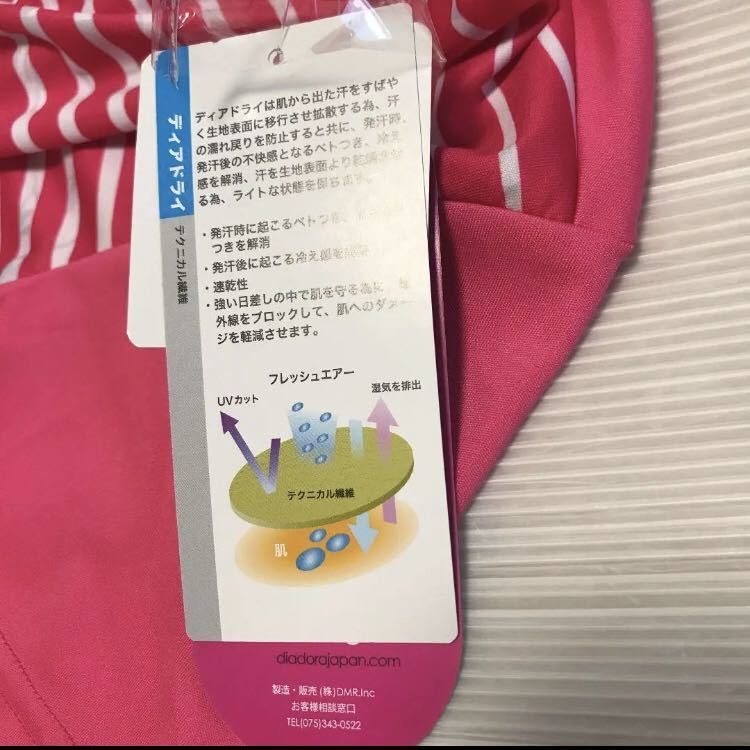 ディアドライ テクニカル繊維
ディアドライは肌から出た汗をすばや
く生地表面に移行させ拡散する為、汗
の濡れ戻りを防止すると共に、発汗時、
発汗後の不快感となるベトつき、冷え
感を解消、汗を生地表面より
る為、ライトな状態を保ちます。
・発汗時に起こるベトつき、
つきを解消
・発汗後に起こる冷え感を
・速乾性
・強い日差しの中で肌を守る為に、
外線をブロックして、肌へのダメー
ジを軽減させます。
フレッシュエアー
UVカット
湿気を排出
テクニカル繊維
肌
diadorajapan.com
製造・販売 (株)DMR.Inc
お客様相談窓口
TEL(075)343-0522